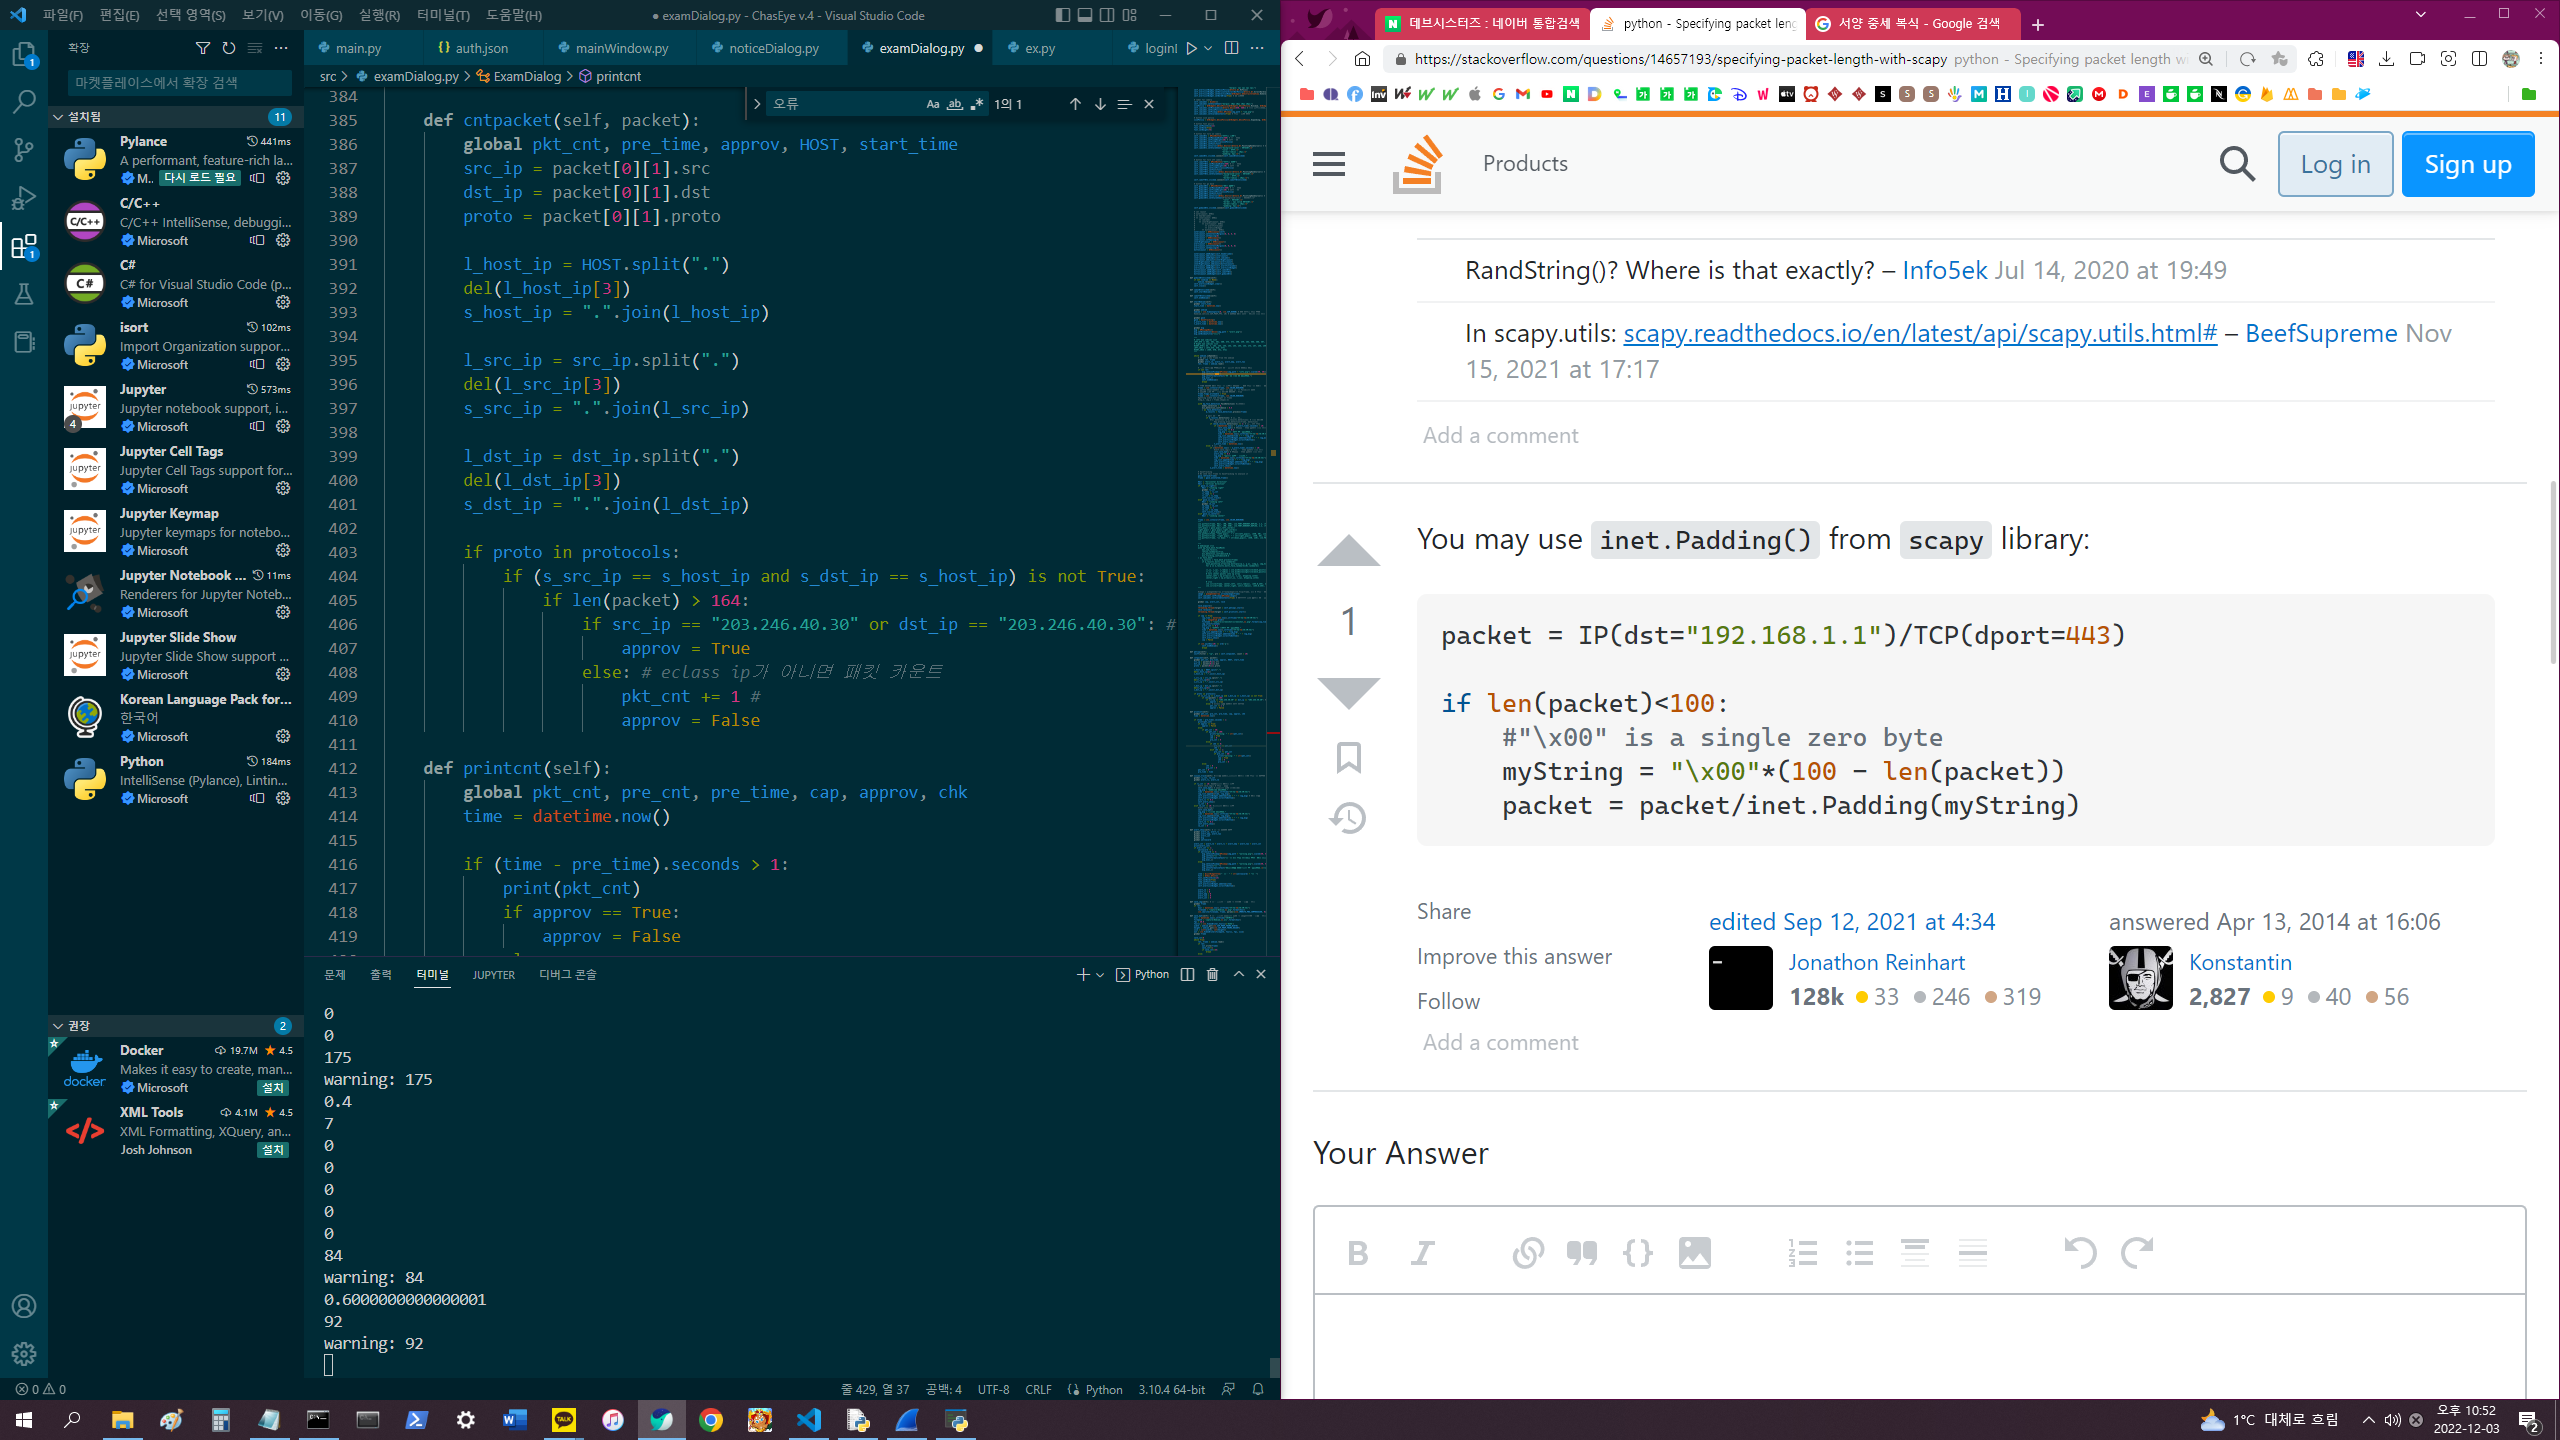 파일(F) 편집(E) 선택 영역(S) 보기(V) 이동(G) 실행(R) 터미널(T) 도움말(H)
● examDialog.py - ChasEye v.4 - Visual Studio Code
확장
마켓플레이스에서 확장 검색
설치됨 11
Pylance 441ms
A performant, feature-rich la...
M.. 다시 로드 필요
C/C++
C/C++ IntelliSense, debuggi...
Microsoft
C#
C# for Visual Studio Code (p...
Microsoft
isort 102ms
Import Organization suppor...
Microsoft
Jupyter 573ms
Jupyter notebook support, i...
Microsoft
Jupyter Cell Tags
Jupyter Cell Tags support for...
Microsoft
Jupyter Keymap
Jupyter keymaps for notebo...
Microsoft
Jupyter Notebook ... 11ms
Renderers for Jupyter Noteb...
Microsoft
Jupyter Slide Show
Jupyter Slide Show support ...
Microsoft
Korean Language Pack for...
한국어
Microsoft
Python 184ms
IntelliSense (Pylance), Lintin...
Microsoft
권장 2
Docker 19.7M 4.5
Makes it easy to create, man...
Microsoft 설치
XML Tools 4.1M 4.5
XML Formatting, XQuery, an...
Josh Johnson 설치
main.py auth.json mainWindow.py noticeDialog.py examDialog.py ex.py loginI
src > examDialog.py > ExamDialog > printcnt
오류 1의 1
384
385 def cntpacket(self, packet):
386 global pkt_cnt, pre_time, approv, HOST, start_time
387 src_ip = packet[0][1].src
388 dst_ip = packet[0][1].dst
389 proto = packet[0][1].proto
390
391 l_host_ip = HOST.split(".")
392 del(l_host_ip[3])
393 s_host_ip = ".".join(l_host_ip)
394
395 l_src_ip = src_ip.split(".")
396 del(l_src_ip[3])
397 s_src_ip = ".".join(l_src_ip)
398
399 l_dst_ip = dst_ip.split(".")
400 del(l_dst_ip[3])
401 s_dst_ip = ".".join(l_dst_ip)
402
403 if proto in protocols:
404 if (s_src_ip == s_host_ip and s_dst_ip == s_host_ip) is not True:
405 if len(packet) > 164:
406 if src_ip == "203.246.40.30" or dst_ip == "203.246.40.30": #
407 approv = True
408 else: # eclass ip가 아니면 패킷 카운트
409 pkt_cnt += 1 #
410 approv = False
411
412 def printcnt(self):
413 global pkt_cnt, pre_cnt, pre_time, cap, approv, chk
414 time = datetime.now()
415
416 if (time - pre_time).seconds > 1:
417 print(pkt_cnt)
418 if approv == True:
419 approv = False
문제 출력 터미널 JUPYTER 디버그 콘솔
Python
0
0
175
warning: 175
0.4
7
0
0
0
0
0
84
warning: 84
0.6000000000000001
92
warning: 92
0 0
줄 429, 열 37 공백: 4 UTF-8 CRLF Python 3.10.4 64-bit
데브시스터즈 : 네이버 통합검색
python - Specifying packet leng
서양 중세 복식 - Google 검색
https://stackoverflow.com/questions/14657193/specifying-packet-length-with-scapy python - Specifying packet length w
Products
Log in
Sign up
RandString()? Where is that exactly? – Info5ek Jul 14, 2020 at 19:49
In scapy.utils: scapy.readthedocs.io/en/latest/api/scapy.utils.html# – BeefSupreme Nov
15, 2021 at 17:17
Add a comment
You may use inet.Padding() from scapy library:
1
packet = IP(dst="192.168.1.1")/TCP(dport=443)
if len(packet)<100:
#"\x00" is a single zero byte
myString = "\x00"*(100 - len(packet))
packet = packet/inet.Padding(myString)
Share
Improve this answer
Follow
edited Sep 12, 2021 at 4:34
Jonathon Reinhart
128k 33 246 319
answered Apr 13, 2014 at 16:06
Konstantin
2,827 9 40 56
Add a comment
Your Answer
1°C 대체로 흐림
오후 10:52
2022-12-03
2